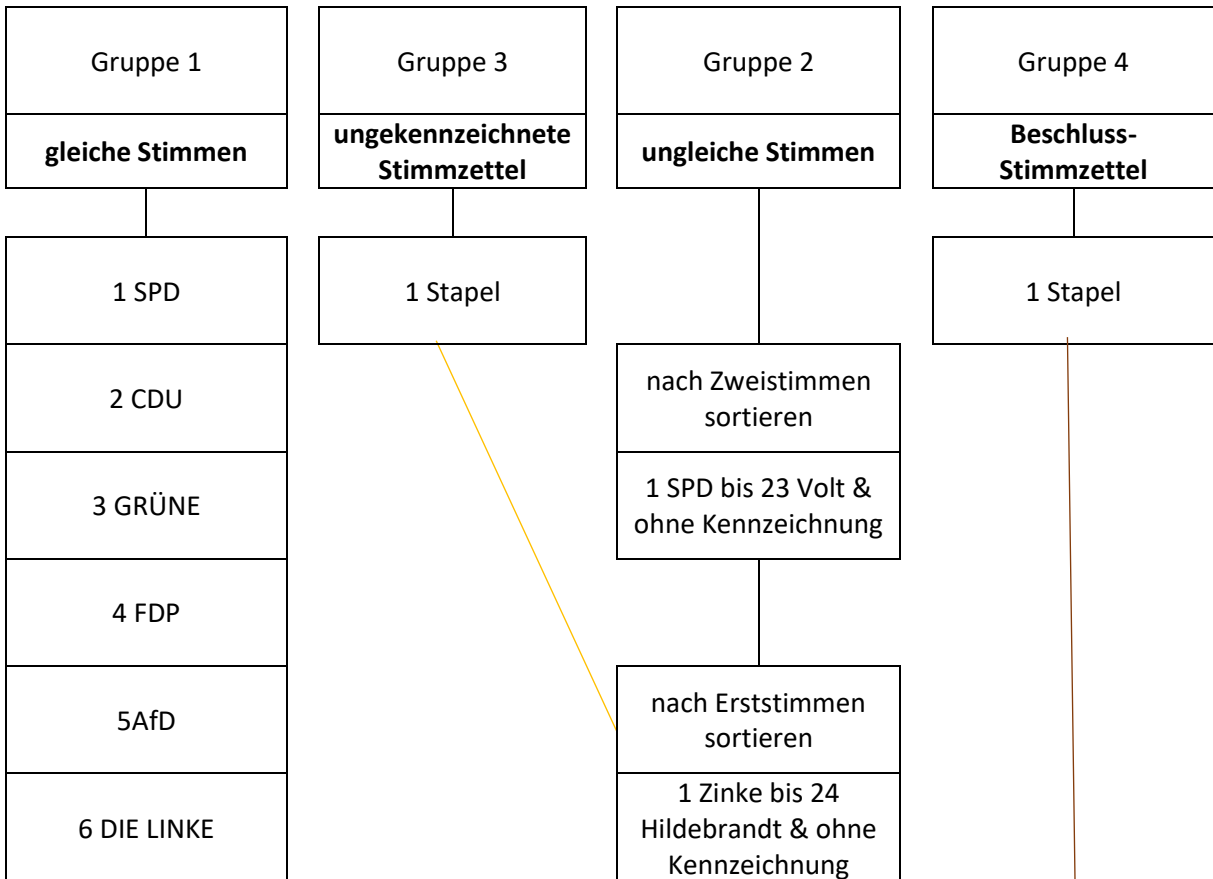 Gruppe 1
gleiche Stimmen
1 SPD
2 CDU
3 GRÜNE
4 FDP
5AfD
6 DIE LINKE
Gruppe 3
ungekennzeichnete
Stimmzettel
1 Stapel
Gruppe 2
ungleiche Stimmen
nach Zweistimmen
sortieren
1 SPD bis 23 Volt &
ohne Kennzeichnung
nach Erststimmen
sortieren
1 Zinke bis 24
Hildebrandt & ohne
Kennzeichnung
Gruppe 4
Beschluss-
Stimmzettel
1 Stapel